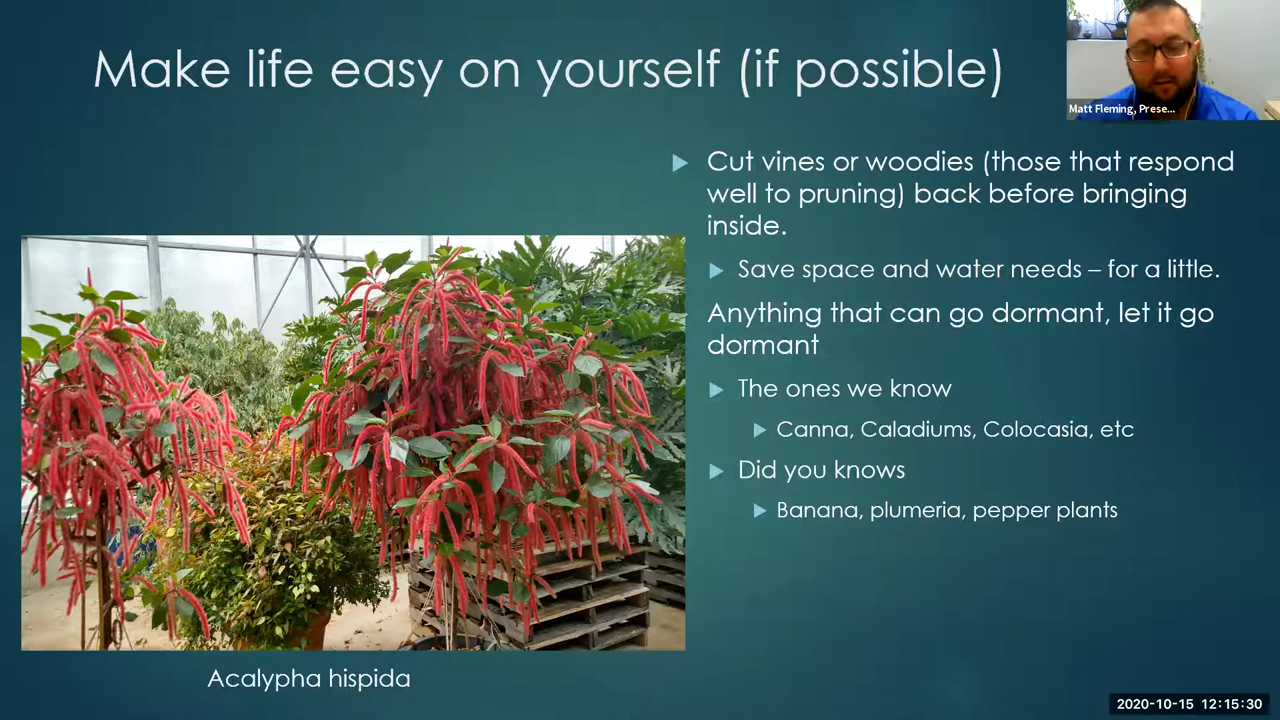 Make life easy on yourself (if possible)
Matt Fleming, Prese...
Cut vines or woodies (those that respond
well to pruning) back before bringing
inside.
Save space and water needs – for a little.
Anything that can go dormant, let it go
dormant
The ones we know
Canna, Caladiums, Colocasia, etc
Did you knows
Banana, plumeria, pepper plants
Acalypha hispida
2020-10-15 12:15:30